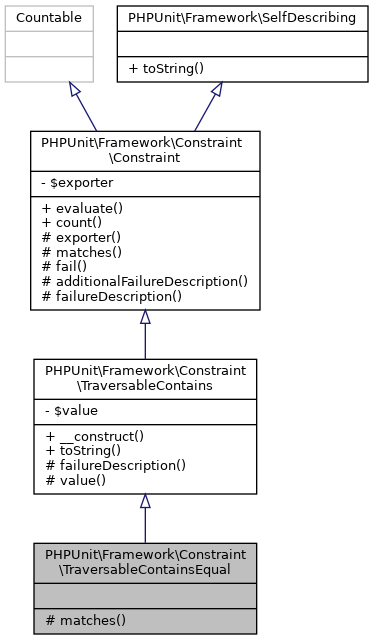 Countable
PHPUnit\Framework\SelfDescribing
+ toString()
PHPUnit\Framework\Constraint
\Constraint
- $exporter
+ evaluate()
+ count()
# exporter()
# matches()
# fail()
# additionalFailureDescription()
# failureDescription()
PHPUnit\Framework\Constraint
\TraversableContains
- $value
+ __construct()
+ toString()
# failureDescription()
# value()
PHPUnit\Framework\Constraint
\TraversableContainsEqual
# matches()